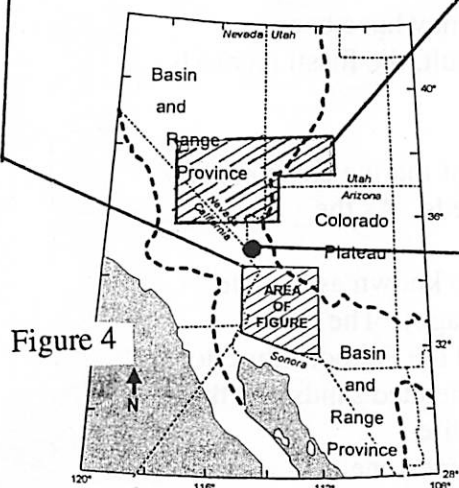 Nevada Utah
Basin
and
Range
Province
40°
Utah
Arizona
Nevada
California
Colorado
Plateau
36°
AREA
OF
FIGURE
Figure 4
N
Sonora
32°
Basin
and
Range
Province
28°
120°
116°
112°
108°